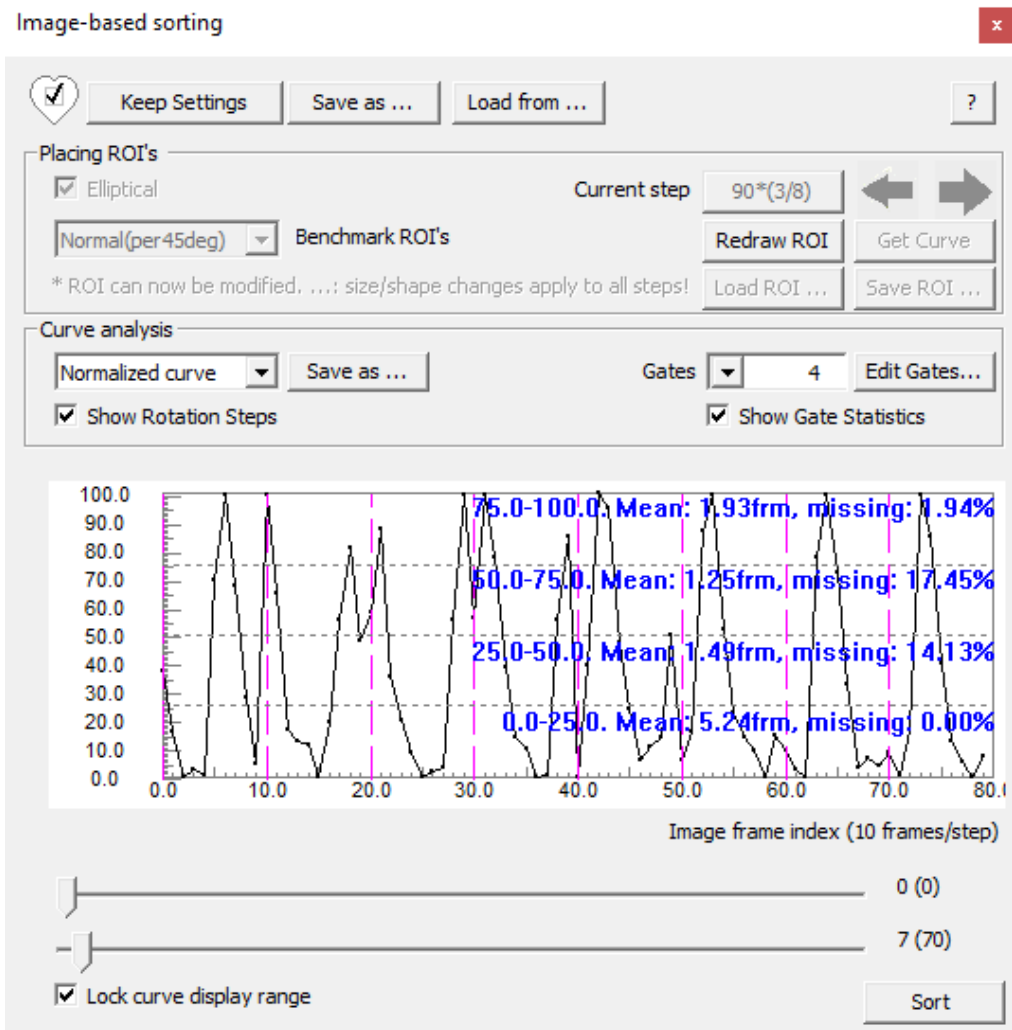 Image-based sorting
x
Keep Settings Save as ... Load from ... ?
Placing ROI's
Elliptical Current step 90*(3/8)
Normal(per45deg) Benchmark ROI's Redraw ROI Get Curve
* ROI can now be modified. ...: size/shape changes apply to all steps! Load ROI ... Save ROI ...
Curve analysis
Normalized curve Save as ... Gates 4 Edit Gates...
Show Rotation Steps Show Gate Statistics
100.0 75.0-100.0. Mean: 1.93frm, missing: 1.94%
90.0
80.0
70.0 50.0-75.0. Mean: 1.25frm, missing: 17.45%
60.0
50.0
40.0 25.0-50.0. Mean: 1.49frm, missing: 14.13%
30.0
20.0 0.0-25.0. Mean: 5.24frm, missing: 0.00%
10.0
0.0
0.0 10.0 20.0 30.0 40.0 50.0 60.0 70.0 80.0
Image frame index (10 frames/step)
0 (0)
7 (70)
Lock curve display range Sort